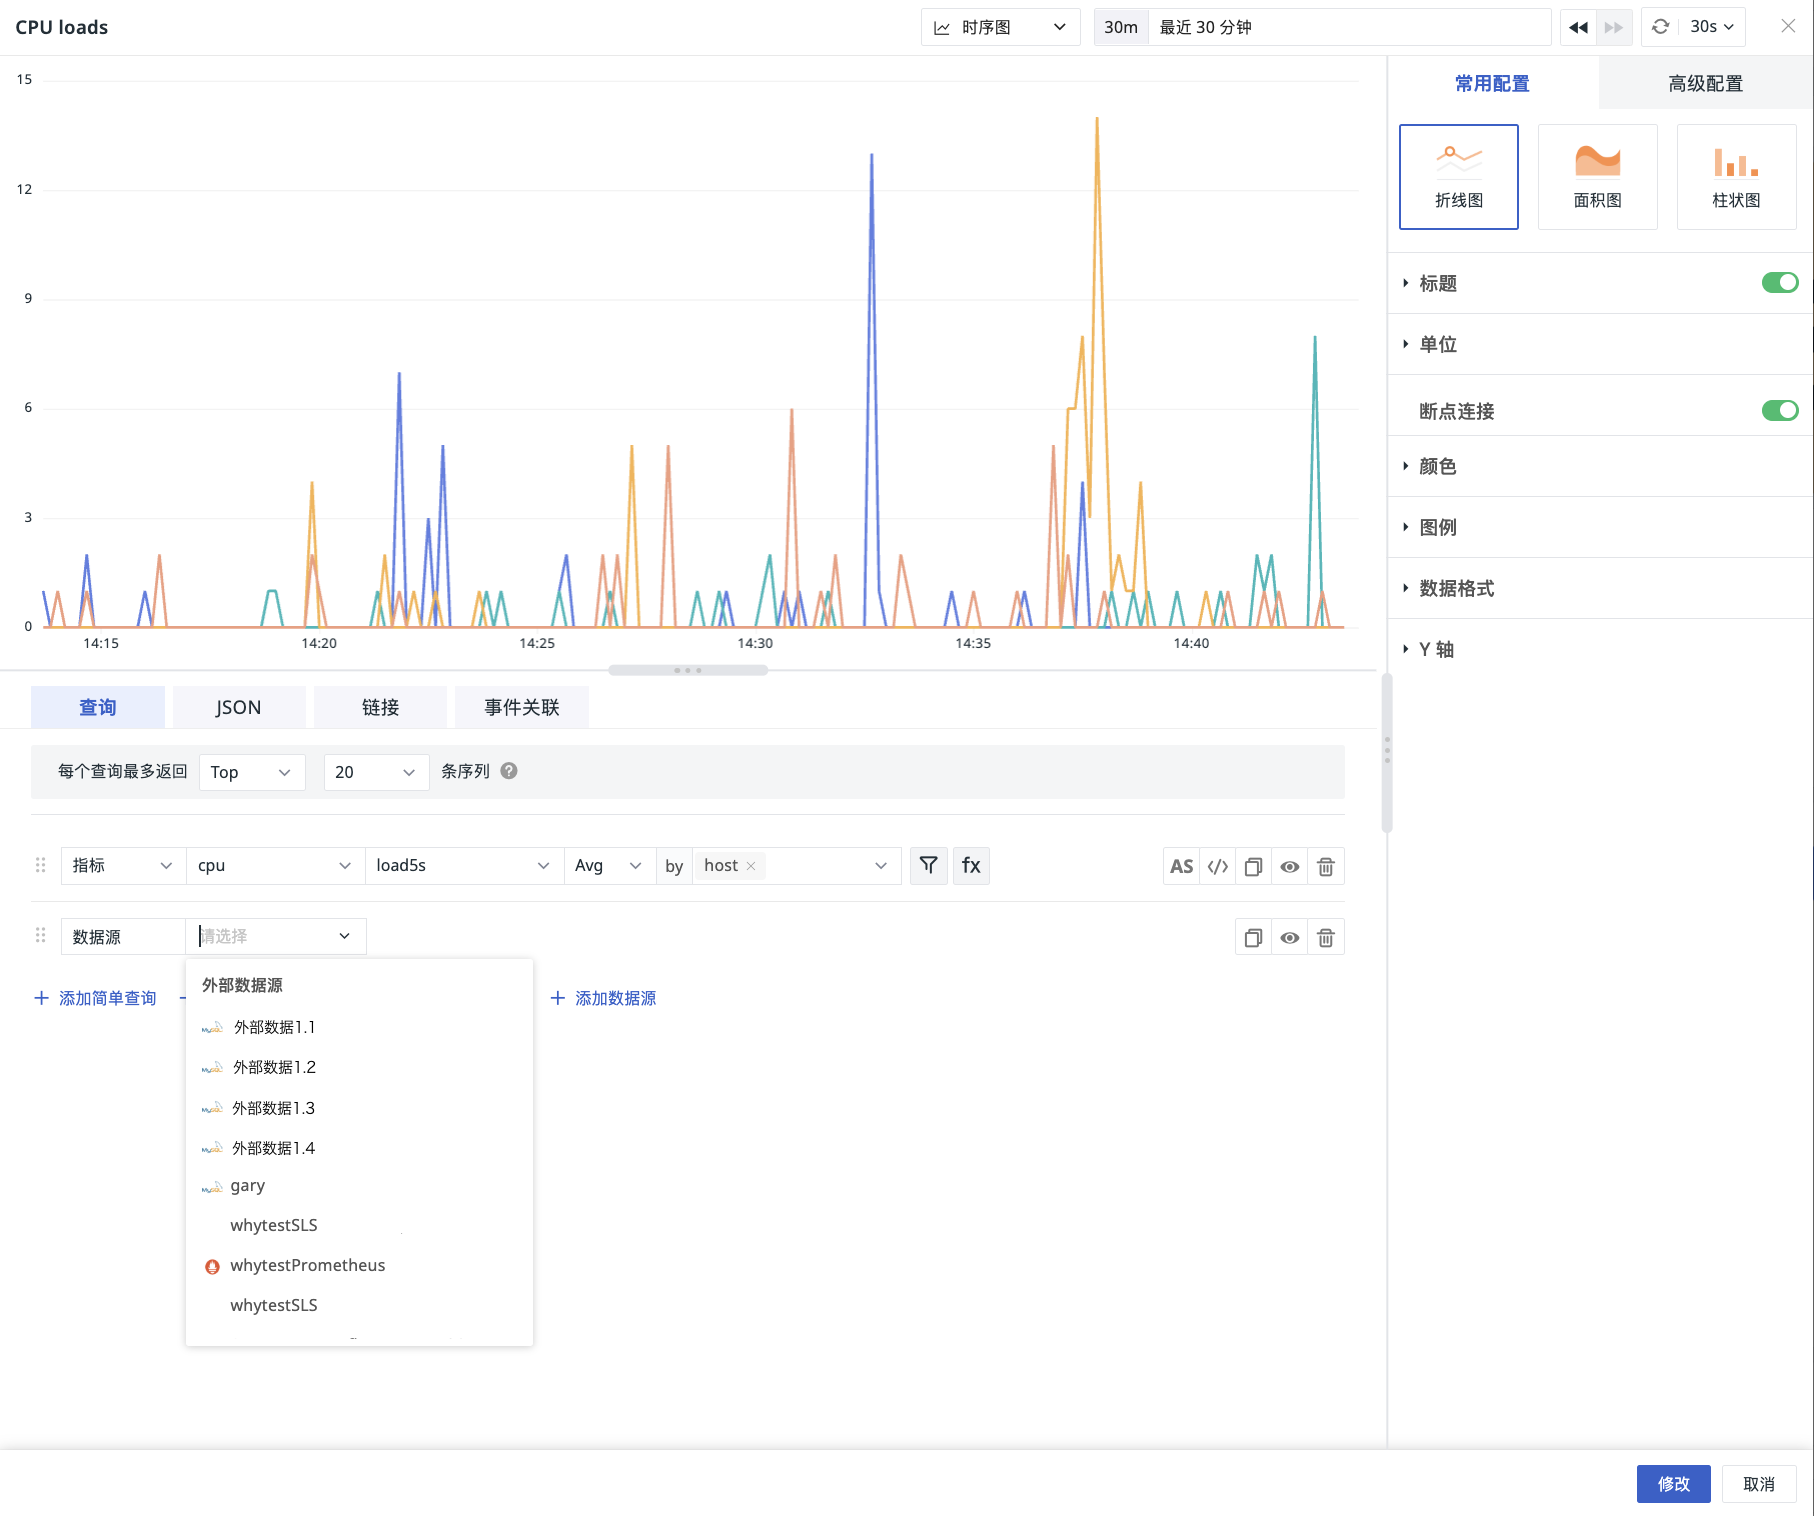 CPU loads
时序图
30m 最近 30 分钟
30s
15
12
9
6
3
0
14:15 14:20 14:25 14:30 14:35 14:40
常用配置 高级配置
折线图 面积图 柱状图
标题
单位
断点连接
颜色
图例
数据格式
Y 轴
查询 JSON 链接 事件关联
每个查询最多返回 Top 20 条序列 ?
指标 cpu load5s Avg by host × fx AS </>
数据源 请选择
+ 添加简单查询 + 添加数据源
外部数据源
MySQL 外部数据1.1
MySQL 外部数据1.2
MySQL 外部数据1.3
MySQL 外部数据1.4
MySQL gary
whytestSLS
whytestPrometheus
whytestSLS
修改 取消